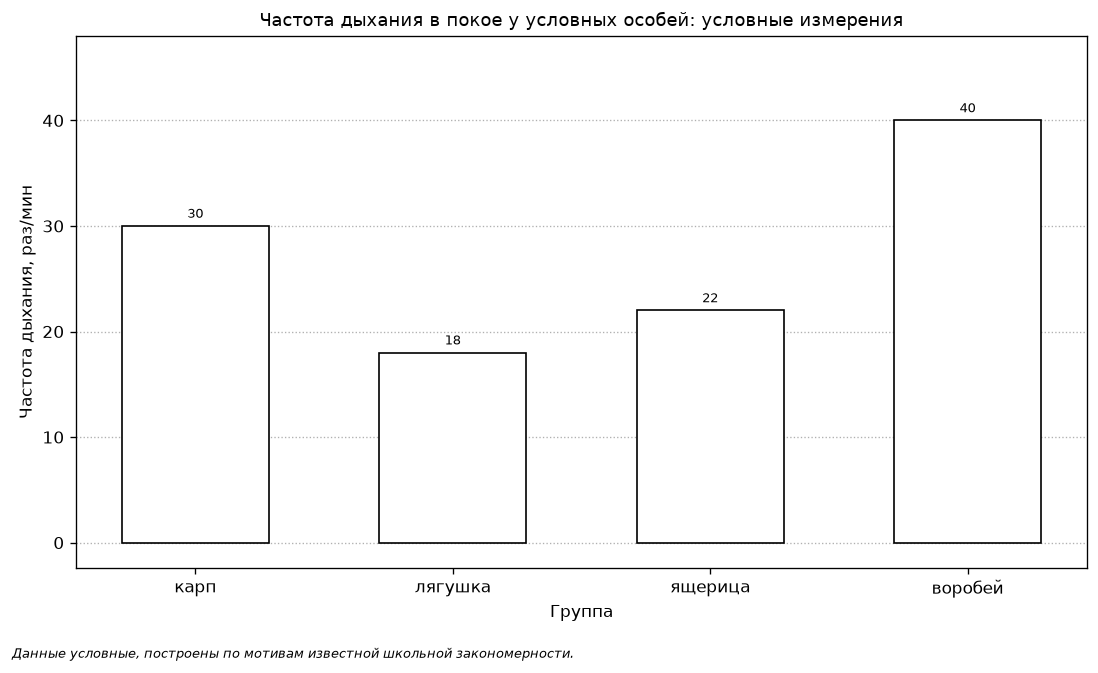 Частота дыхания в покое у условных особей: условные измерения
Частота дыхания, раз/мин
40
30
20
10
0
30
18
22
40
карп
лягушка
ящерица
воробей
Группа
Данные условные, построены по мотивам известной школьной закономерности.